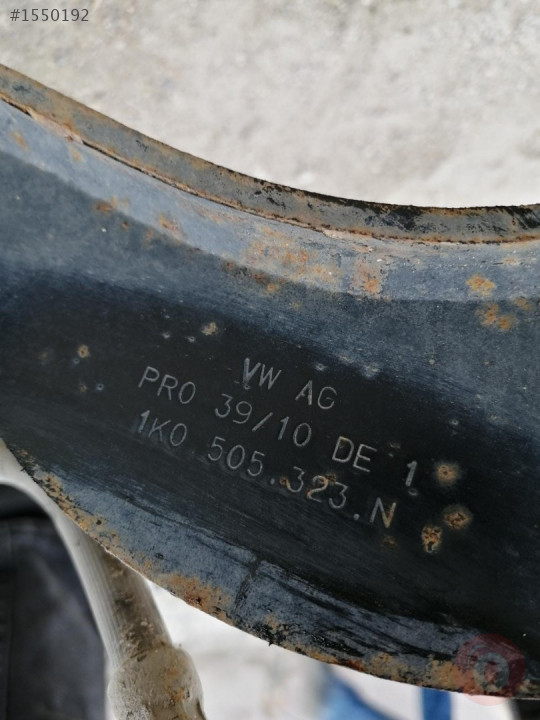 #1550192
VW AG
PRO 39/10 DE 1
1K0 505.323.N